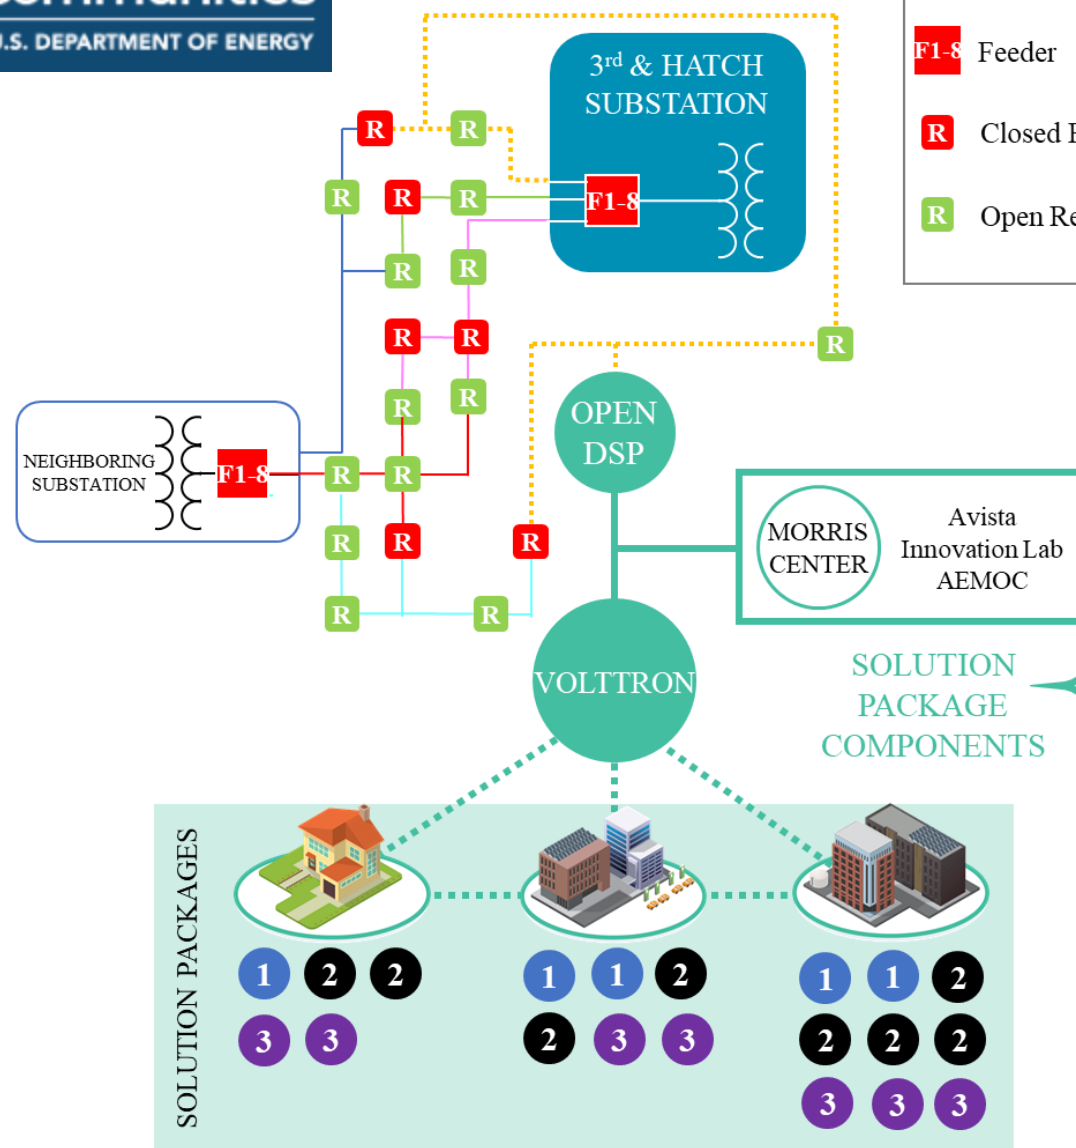 U.S. DEPARTMENT OF ENERGY
3rd & HATCH
SUBSTATION
F1-8 Feeder
R Closed
R Open
R
R
R
R
R
F1-8
R
R
R
R
R
R
R
OPEN
DSP
NEIGHBORING
SUBSTATION
F1-8
R
R
R
R
R
MORRIS
CENTER
Avista
Innovation Lab
AEMOC
R
R
VOLTTRON
SOLUTION
PACKAGE
COMPONENTS
SOLUTION PACKAGES
1 2 2
3 3
1 1 2
2 3 3
1 1 2
2 2 2
3 3 3